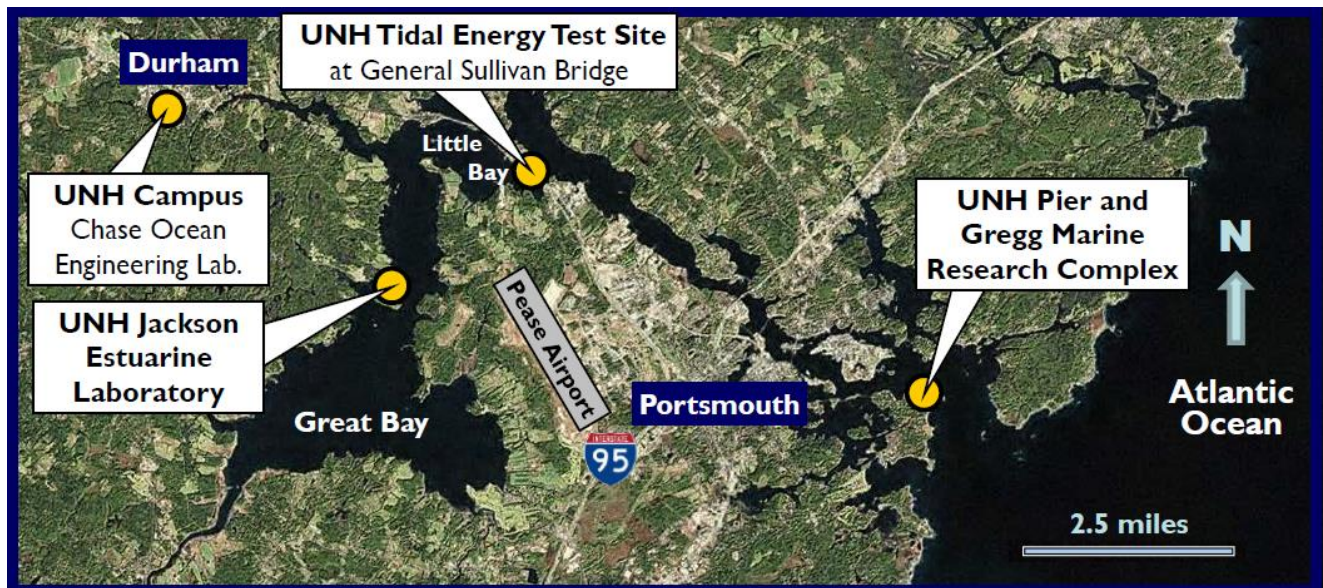 Durham
UNH Tidal Energy Test Site
at General Sullivan Bridge
Little
Bay
UNH Campus
Chase Ocean
Engineering Lab.
UNH Pier and
Gregg Marine
Research Complex
N
UNH Jackson
Estuarine
Laboratory
Pease Airport
Great Bay
Portsmouth
INTERSTATE
95
Atlantic
Ocean
2.5 miles